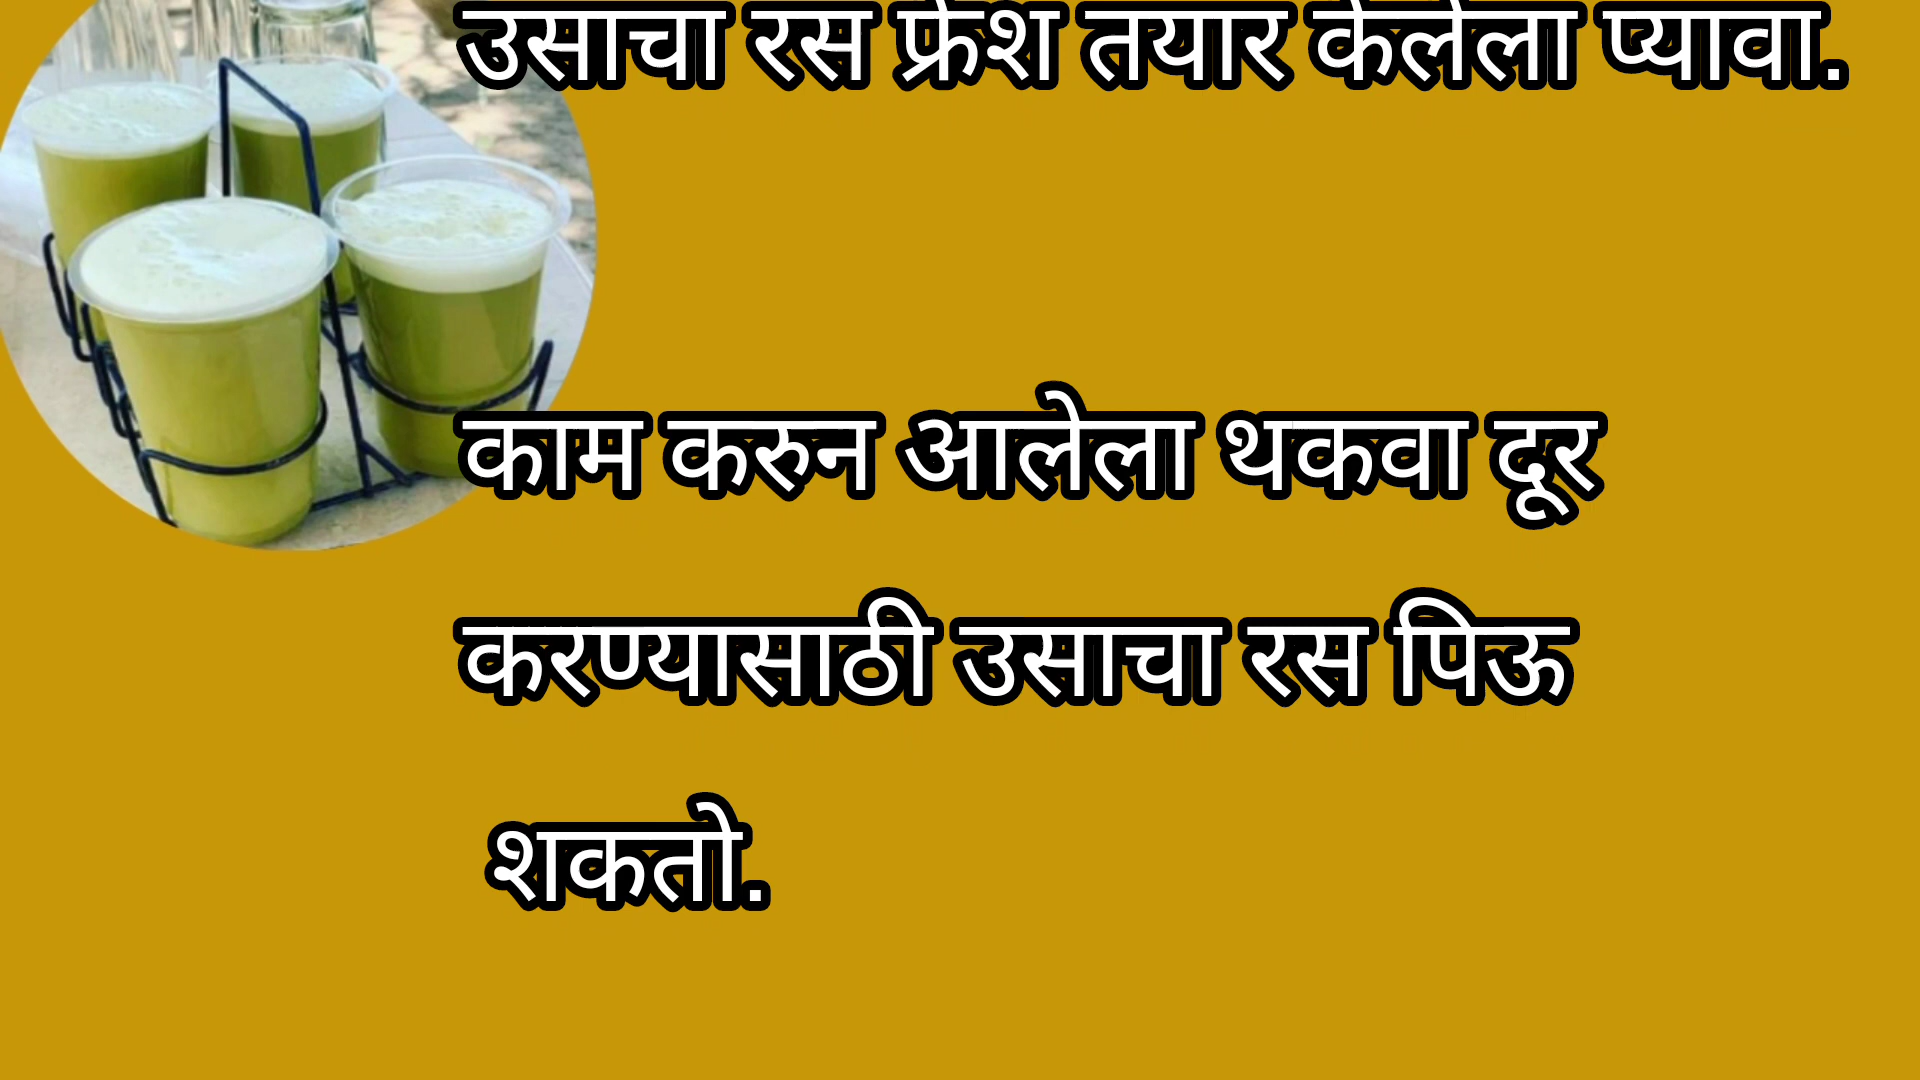 उसाचा रस फ्रेश तयार केलेला प्यावा.
काम करुन आलेला थकवा दूर
करण्यासाठी उसाचा रस पिऊ
शकतो.